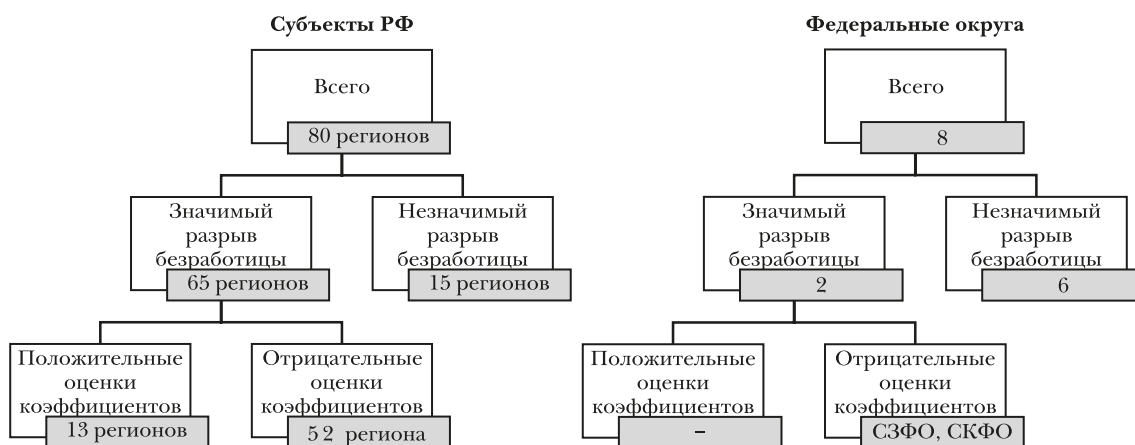 Субъекты РФ
Всего
80 регионов
Значимый
разрыв
безработицы
65 регионов
Незначимый
разрыв
безработицы
15 регионов
Положительные
оценки
коэффициентов
13 регионов
Отрицательные
оценки
коэффициентов
52 региона
Федеральные округа
Всего
8
Значимый
разрыв
безработицы
2
Незначимый
разрыв
безработицы
6
Положительные
оценки
коэффициентов
–
Отрицательные
оценки
коэффициентов
СЗФО, СКФО